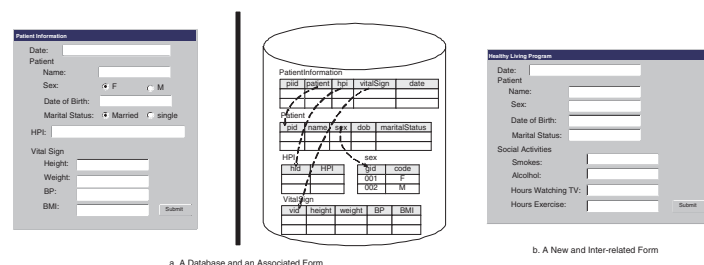 Patient Information
Date:
Patient
Name:
Sex: F M
Date of Birth:
Marital Status: Married single
HPI:
Vital Sign
Height:
Weight:
BP:
BMI:
Submit
PatientInformation
piid patient hpi vitalSign date
Patient
pid name sex dob maritalStatus
HPI sex
hid HPI gid code
001 F
002 M
VitalSign
vid height weight BP BMI
a. A Database and an Associated Form
Healthy Living Program
Date:
Patient
Name:
Sex:
Date of Birth:
Marital Status:
Social Activities
Smokes:
Alcolhol:
Hours Watching TV:
Hours Exercise:
Submit
b. A New and Inter-related Form